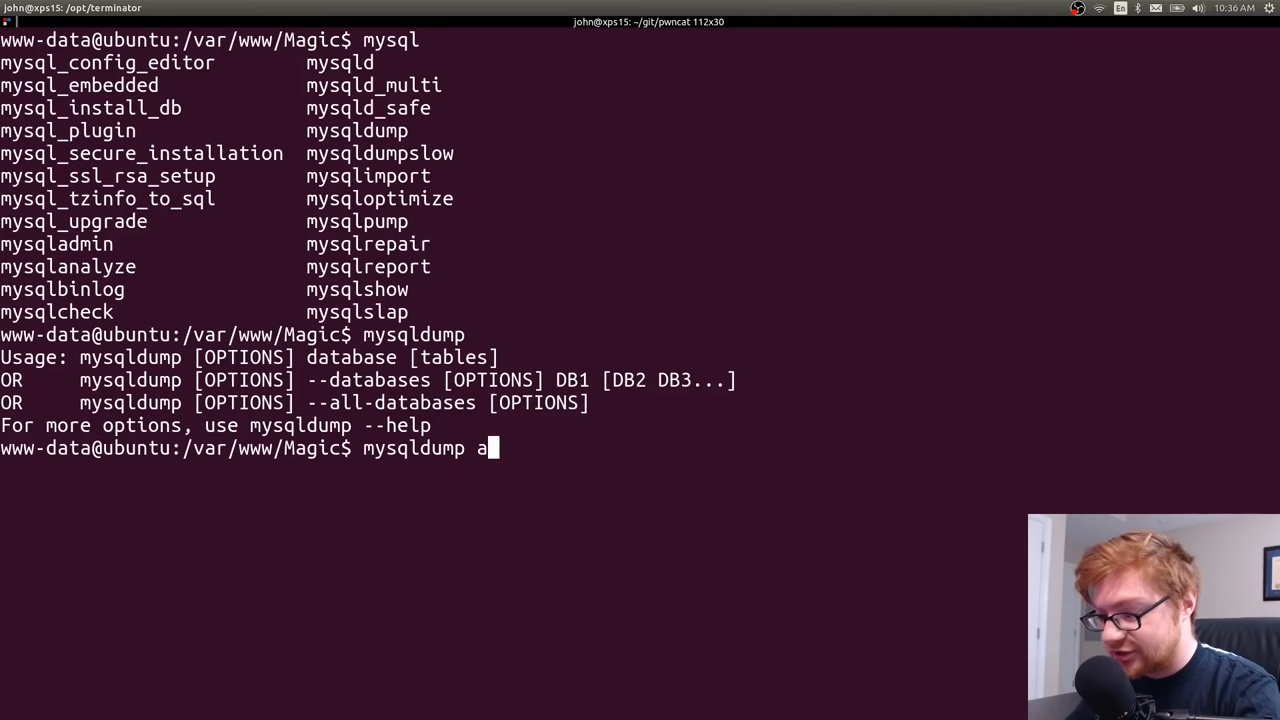 john@xps15: /opt/terminator
En
10:36 AM
john@xps15: ~/git/pwncat 112x30
www-data@ubuntu:/var/www/Magic$ mysql
mysql_config_editor mysqld
mysql_embedded mysqld_multi
mysql_install_db mysqld_safe
mysql_plugin mysqldump
mysql_secure_installation mysqldumpslow
mysql_ssl_rsa_setup mysqlimport
mysql_tzinfo_to_sql mysqloptimize
mysql_upgrade mysqlpump
mysqladmin mysqlrepair
mysqlanalyze mysqlreport
mysqlbinlog mysqlshow
mysqlcheck mysqlslap
www-data@ubuntu:/var/www/Magic$ mysqldump
Usage: mysqldump [OPTIONS] database [tables]
OR mysqldump [OPTIONS] --databases [OPTIONS] DB1 [DB2 DB3...]
OR mysqldump [OPTIONS] --all-databases [OPTIONS]
For more options, use mysqldump --help
www-data@ubuntu:/var/www/Magic$ mysqldump a